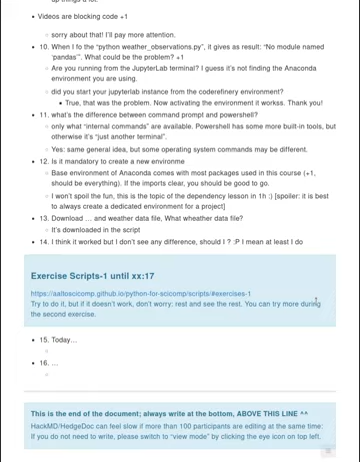 up things a lot.
Videos are blocking code +1
sorry about that! I'll pay more attention.
10. When I fo the "python weather_observations.py", it gives as result: "No module named
'pandas'". What could be the problem? +1
Are you running from the JupyterLab terminal? I guess it's not finding the Anaconda
environment you are using.
did you start your jupyterlab instance from the coderefinery environment?
True, that was the problem. Now activating the environment workss. Thank you!
11. what's the difference between command prompt and powershell?
only what "internal commands" are available. Powershell has some more built-in tools, but
otherwise it's "just another terminal".
Yes: same general idea, but some operating system commands may be different.
12. Is it mandatory to create a new environme
Base environment of Anaconda comes with most packages used in this course (+1,
should be everything). If the imports clear, you should be good to go.
I won't spoil the fun, this is the topic of the dependency lesson in 1h :) [spoiler: it is best
to always create a dedicated environment for a project]
13. Download ... and weather data file, What wheather data file?
It's downloaded in the script
14. I think it worked but I don't see any difference, should I ? :P I mean at least I do
Exercise Scripts-1 until xx:17
https://aaltoscicomp.github.io/python-for-scicomp/scripts/#exercises-1
Try to do it, but if it doesn't work, don't worry: rest and see the rest. You can try more during
the second exercise.
15. Today...
16. ...
This is the end of the document; always write at the bottom, ABOVE THIS LINE ^^
HackMD/HedgeDoc can feel slow if more than 100 participants are editing at the same time:
If you do not need to write, please switch to "view mode" by clicking the eye icon on top left.